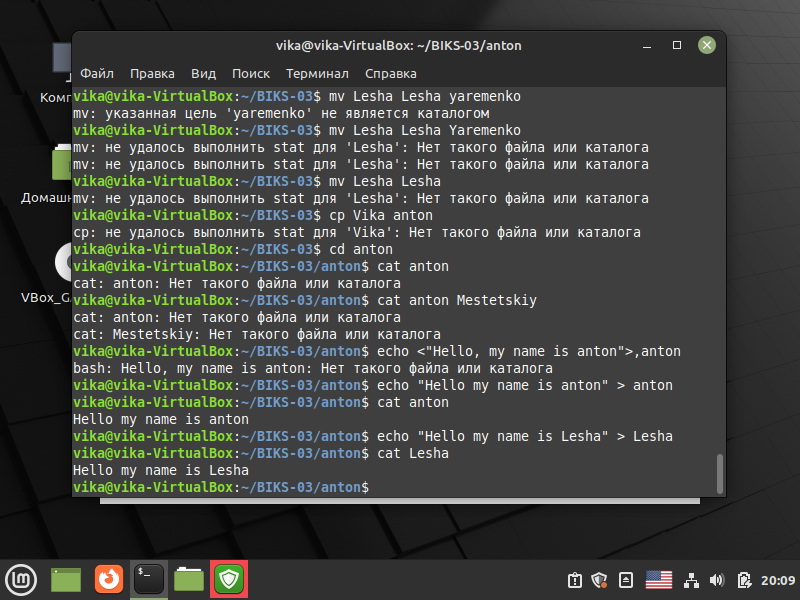 vika@vika-VirtualBox: ~/BIKS-03/anton
Файл Правка Вид Поиск Терминал Справка
vika@vika-VirtualBox:~/BIKS-03$ mv Lesha Lesha yaremenko
mv: указанная цель 'yaremenko' не является каталогом
vika@vika-VirtualBox:~/BIKS-03$ mv Lesha Lesha Yaremenko
mv: не удалось выполнить stat для 'Lesha': Нет такого файла или каталога
mv: не удалось выполнить stat для 'Lesha': Нет такого файла или каталога
vika@vika-VirtualBox:~/BIKS-03$ mv Lesha Lesha
mv: не удалось выполнить stat для 'Lesha': Нет такого файла или каталога
vika@vika-VirtualBox:~/BIKS-03$ cp Vika anton
cp: не удалось выполнить stat для 'Vika': Нет такого файла или каталога
vika@vika-VirtualBox:~/BIKS-03$ cd anton
vika@vika-VirtualBox:~/BIKS-03/anton$ cat anton
cat: anton: Нет такого файла или каталога
vika@vika-VirtualBox:~/BIKS-03/anton$ cat anton Mestetskiy
cat: anton: Нет такого файла или каталога
cat: Mestetskiy: Нет такого файла или каталога
vika@vika-VirtualBox:~/BIKS-03/anton$ echo <"Hello, my name is anton">,anton
bash: Hello, my name is anton: Нет такого файла или каталога
vika@vika-VirtualBox:~/BIKS-03/anton$ echo "Hello my name is anton" > anton
vika@vika-VirtualBox:~/BIKS-03/anton$ cat anton
Hello my name is anton
vika@vika-VirtualBox:~/BIKS-03/anton$ echo "Hello my name is Lesha" > Lesha
vika@vika-VirtualBox:~/BIKS-03/anton$ cat Lesha
Hello my name is Lesha
vika@vika-VirtualBox:~/BIKS-03/anton$
20:09